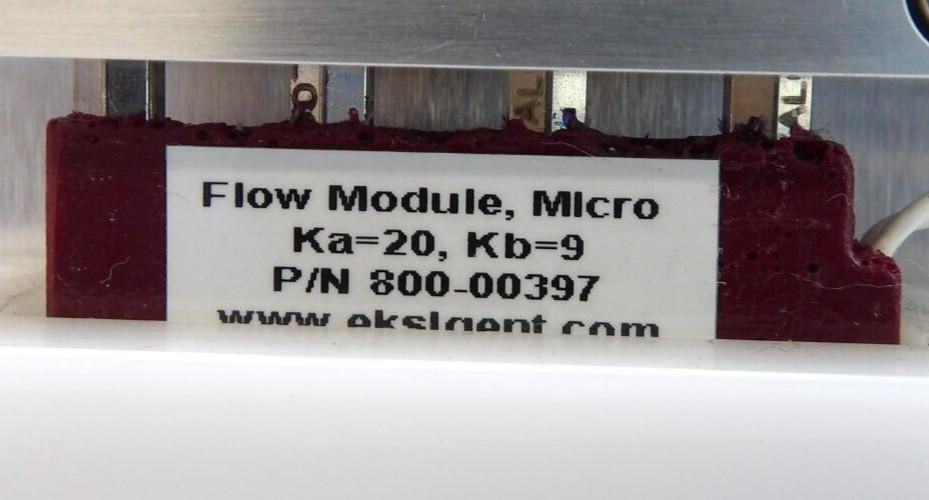 Flow Module, Micro
Ka=20, Kb=9
P/N 800-00397
www.eksigent.com